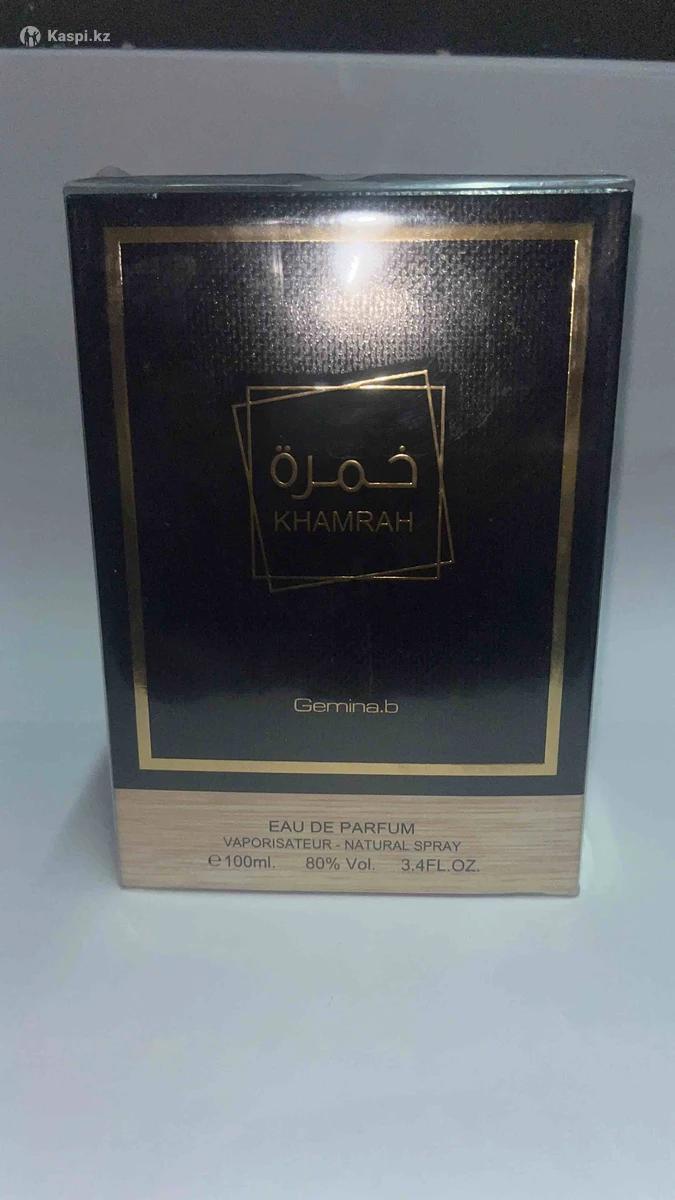 Kaspi.kz
خمرة
KHAMRAH
Gemina.b
EAU DE PARFUM
VAPORISATEUR - NATURAL SPRAY
℮100ml. 80% Vol. 3.4FL.OZ.